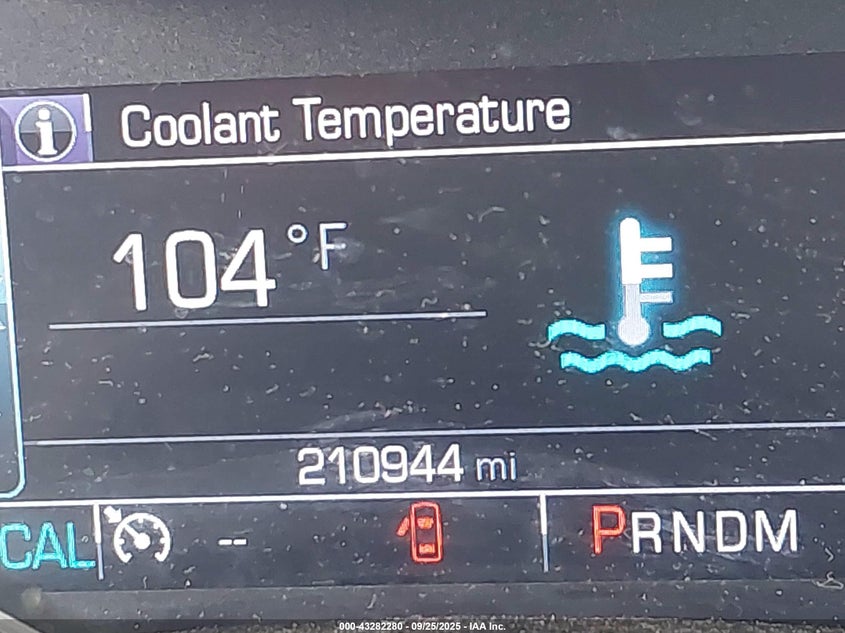 i Coolant Temperature
104 °F
210944 mi
CAL -- PRNDM
000-43282280 - 09/25/2025 - IAA Inc.